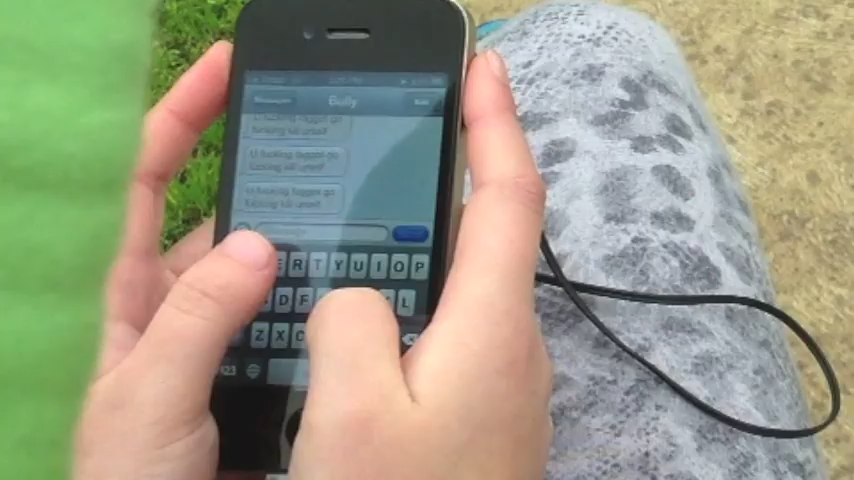 Bully
U fucking faggot go
fucking kill urself
U fucking faggot go
fucking kill urself
U fucking faggot go
fucking kill urself
E R T Y U I O P
D F L
Z X C
123